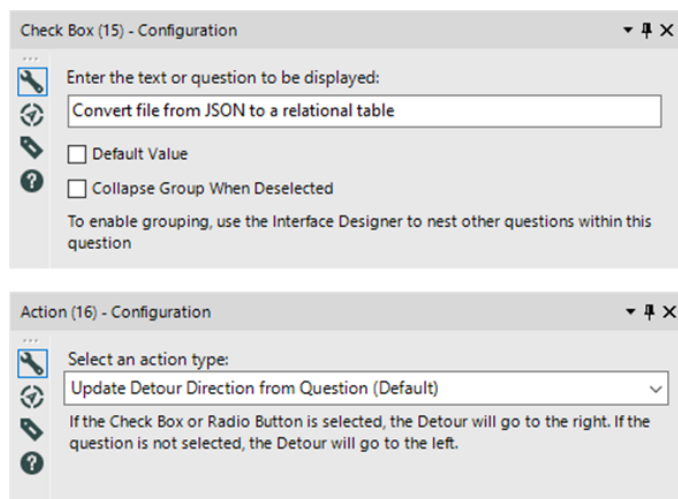 Check Box (15) - Configuration
Enter the text or question to be displayed:
Convert file from JSON to a relational table
Default Value
Collapse Group When Deselected
To enable grouping, use the Interface Designer to nest other questions within this
question
Action (16) - Configuration
Select an action type:
Update Detour Direction from Question (Default)
If the Check Box or Radio Button is selected, the Detour will go to the right. If the
question is not selected, the Detour will go to the left.